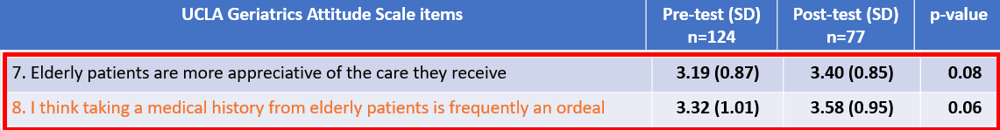 UCLA Geriatrics Attitude Scale items Pre-test (SD) Post-test (SD) p-value
n=124 n=77
7. Elderly patients are more appreciative of the care they receive 3.19 (0.87) 3.40 (0.85) 0.08
8. I think taking a medical history from elderly patients is frequently an ordeal 3.32 (1.01) 3.58 (0.95) 0.06